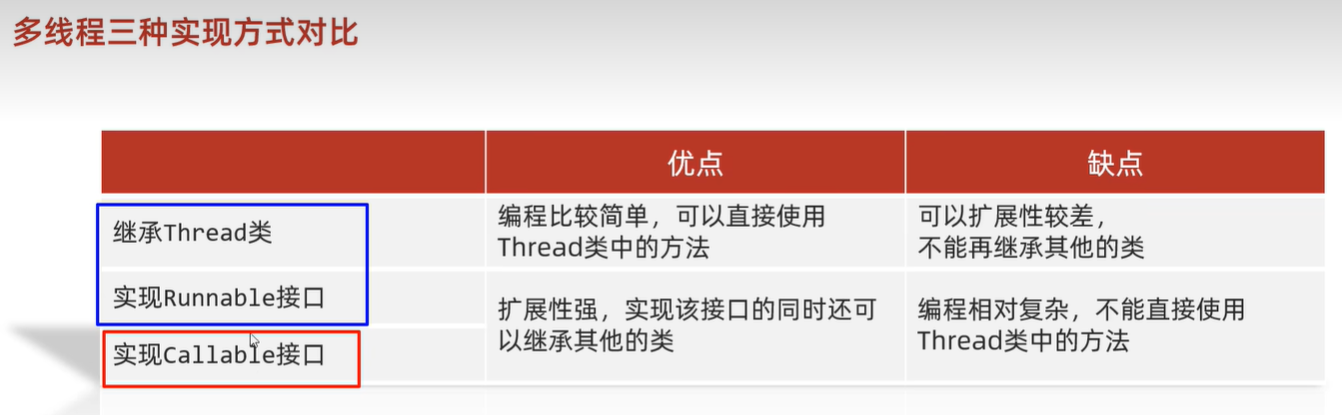 多线程三种实现方式对比
优点
缺点
继承Thread类
编程比较简单，可以直接使用
Thread类中的方法
可以扩展性较差，
不能再继承其他的类
实现Runnable接口
实现Callable接口
扩展性强，实现该接口的同时还可
以继承其他的类
编程相对复杂，不能直接使用
Thread类中的方法